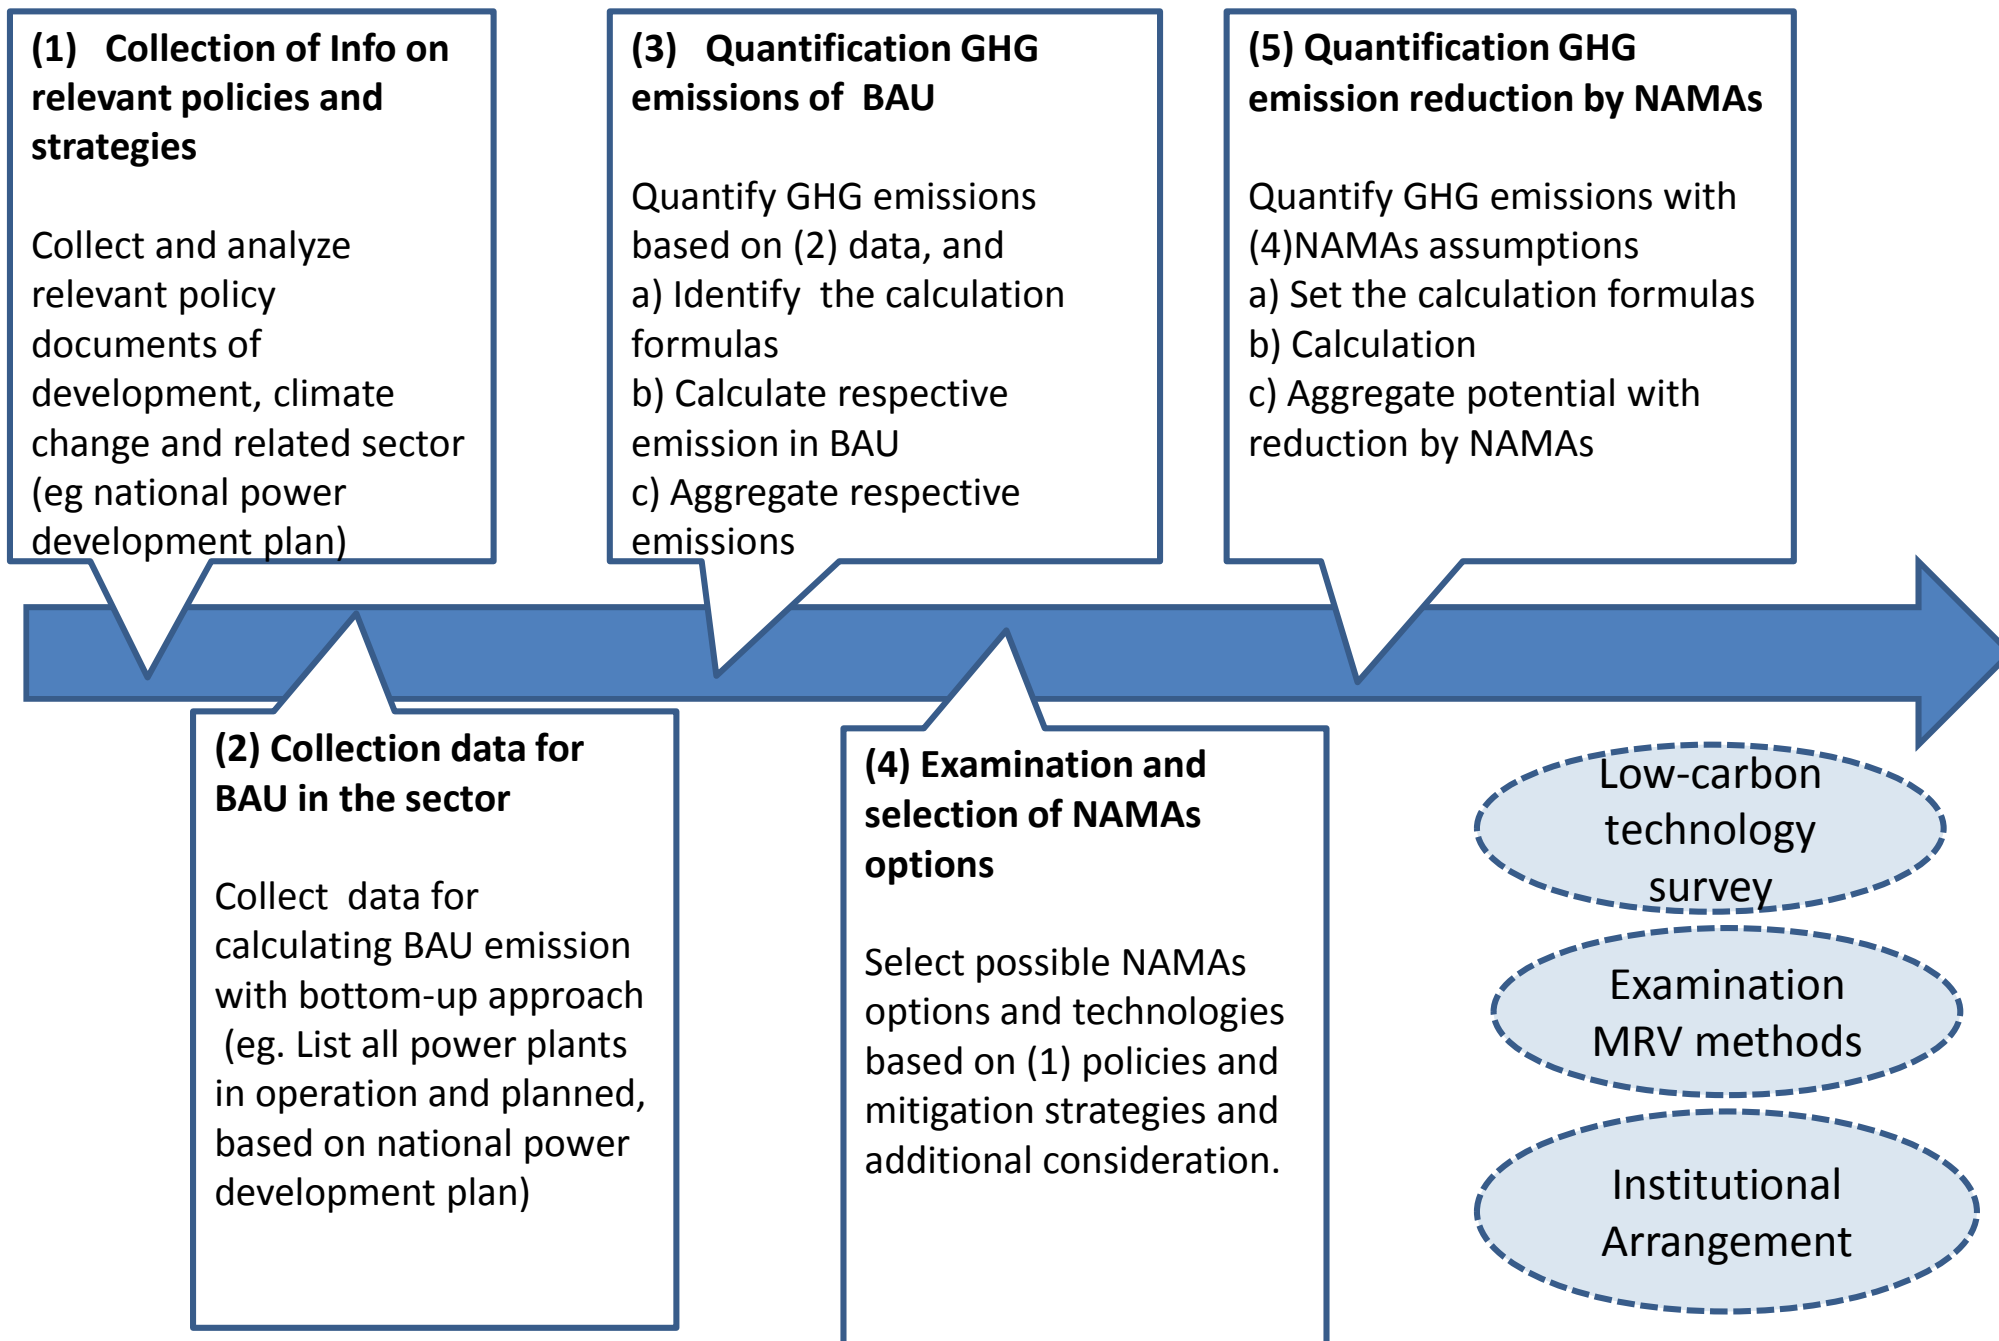 (1) Collection of Info on
relevant policies and
strategies
Collect and analyze
relevant policy
documents of
development, climate
change and related sector
(eg national power
development plan)
(2) Collection data for
BAU in the sector
Collect data for
calculating BAU emission
with bottom-up approach
(eg. List all power plants
in operation and planned,
based on national power
development plan)
(3) Quantification GHG
emissions of BAU
Quantify GHG emissions
based on (2) data, and
a) Identify the calculation
formulas
b) Calculate respective
emission in BAU
c) Aggregate respective
emissions
(4) Examination and
selection of NAMAs
options
Select possible NAMAs
options and technologies
based on (1) policies and
mitigation strategies and
additional consideration.
(5) Quantification GHG
emission reduction by NAMAs
Quantify GHG emissions with
(4)NAMAs assumptions
a) Set the calculation formulas
b) Calculation
c) Aggregate potential with
reduction by NAMAs
Low-carbon
technology
survey
Examination
MRV methods
Institutional
Arrangement